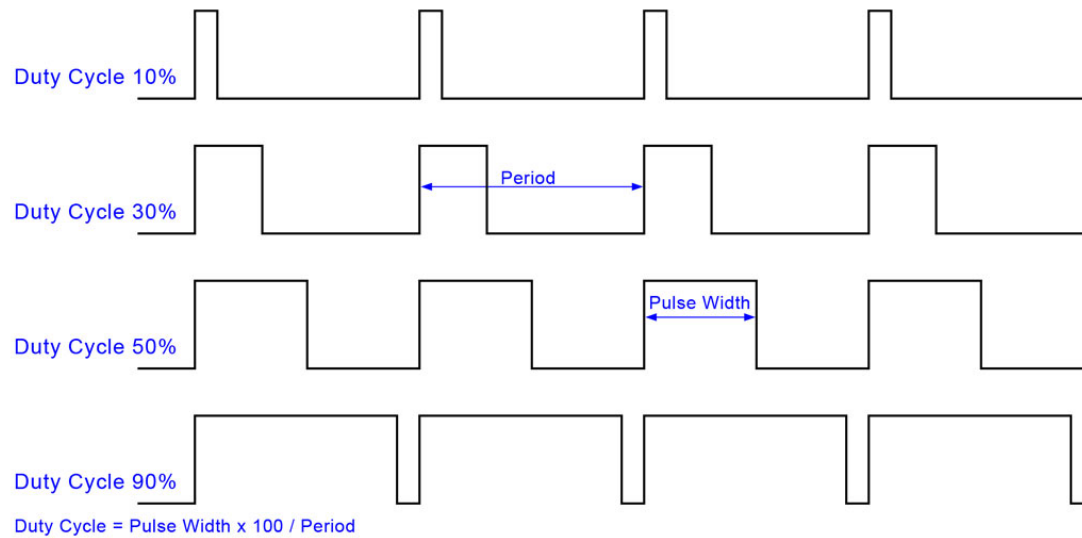 Duty Cycle 10%
Period
Duty Cycle 30%
Pulse Width
Duty Cycle 50%
Duty Cycle 90%
Duty Cycle = Pulse Width x 100 / Period